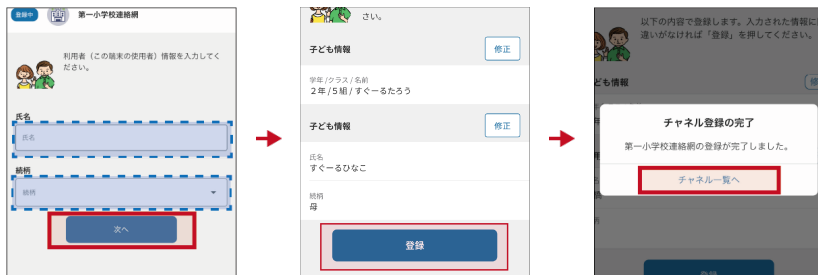 登録中
第一小学校連絡網
利用者(この端末の使用者)情報を入力してく
ださい。
氏名
氏名
続柄
続柄
次へ
さい。
子ども情報
修正
学年/クラス/名前
2年/5組/すぐーるたろう
子ども情報
修正
氏名
すぐーるひなこ
続柄
母
登録
以下の内容で登録します。入力された情報に
違いがなければ「登録」を押してください。
ども情報
チャネル登録の完了
第一小学校連絡網の登録が完了しました。
チャネル一覧へ
登録